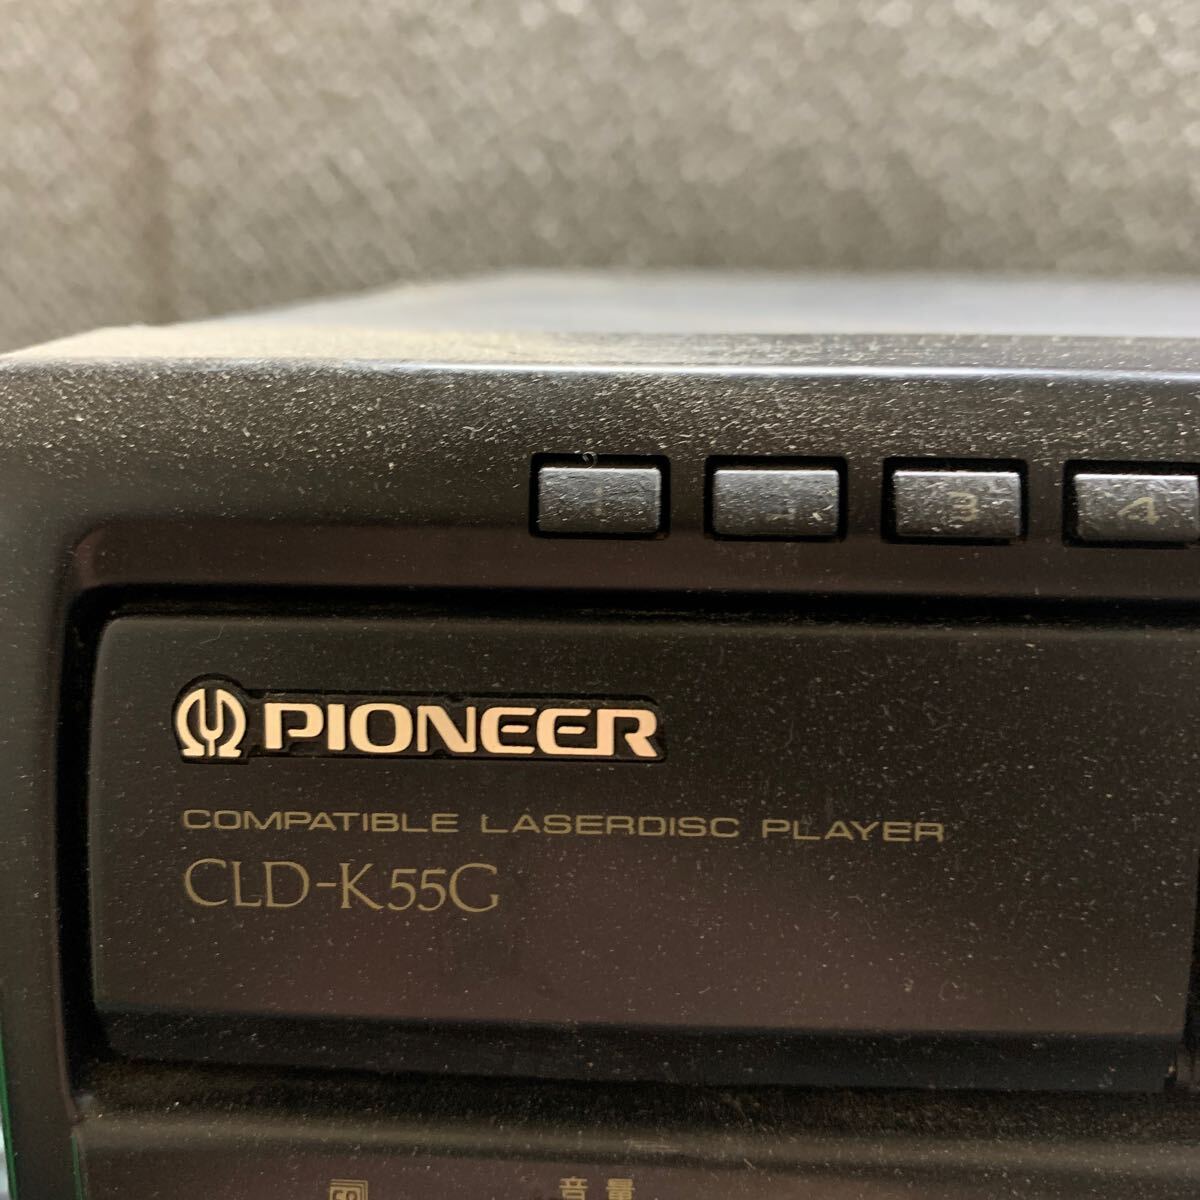 3 4
PIONEER
COMPATIBLE LASERDISC PLAYER
CLD-K55G
音量